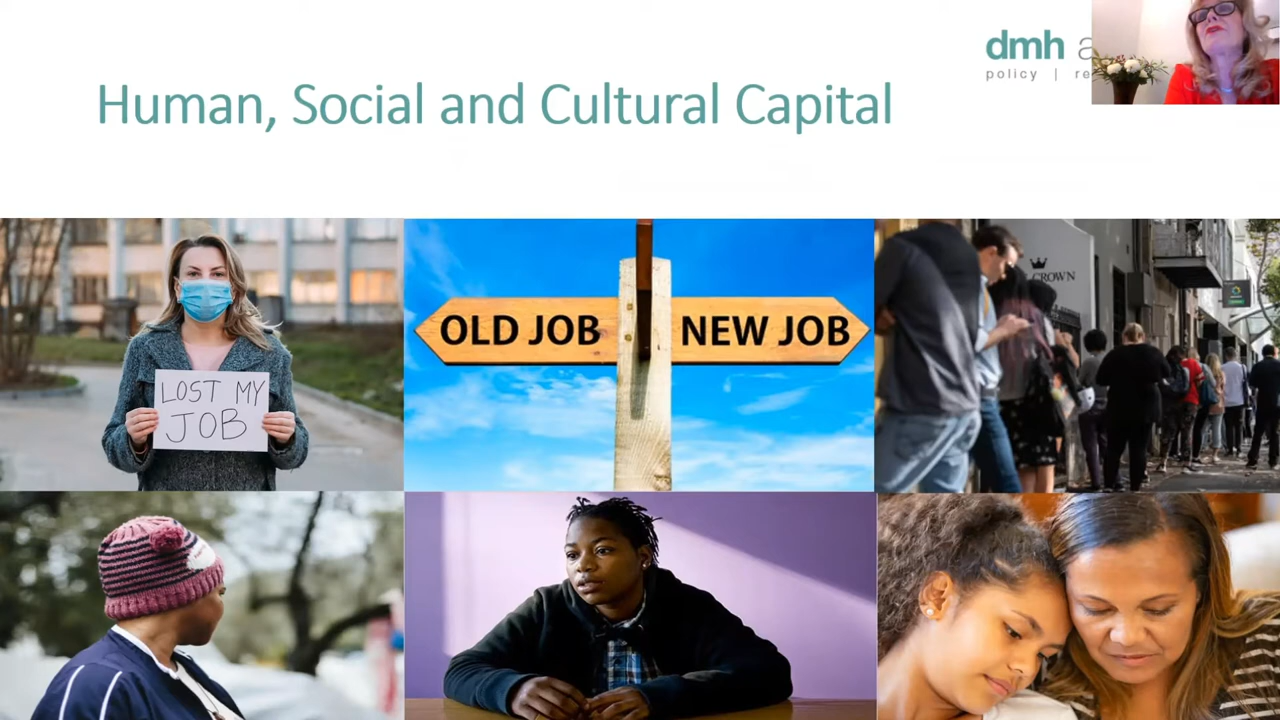 dmh
policy |
Human, Social and Cultural Capital
LOST MY
JOB
OLD JOB
NEW JOB
CROWN